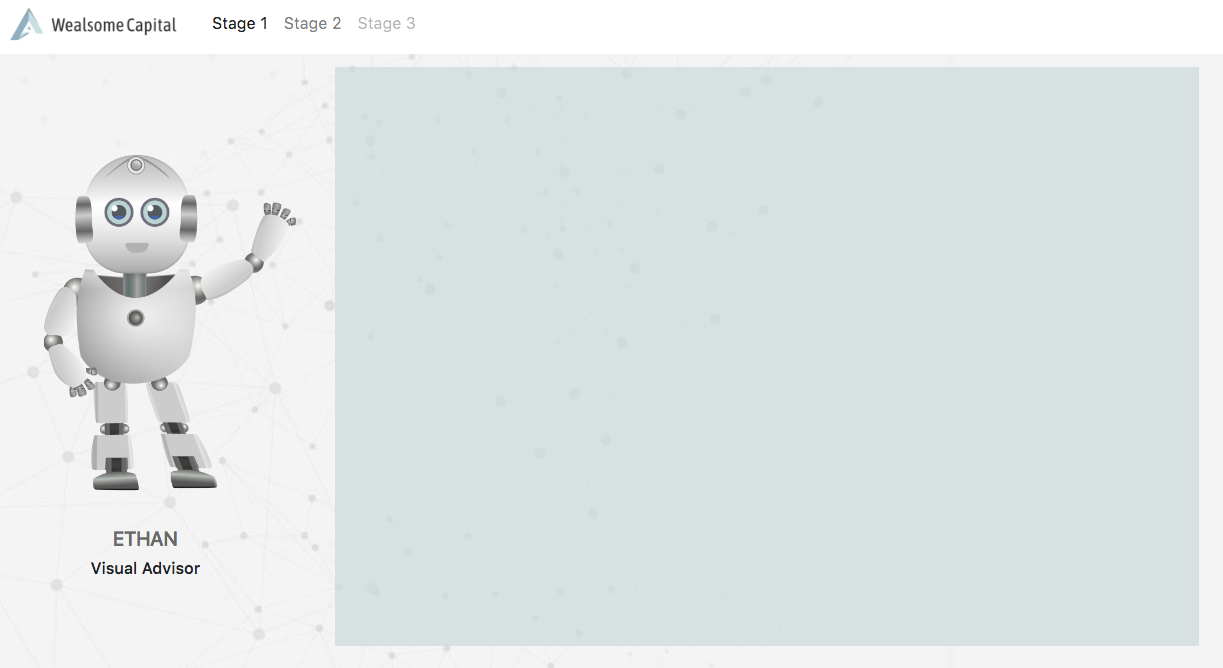 Wealsome Capital
Stage 1 Stage 2 Stage 3
ETHAN
Visual Advisor